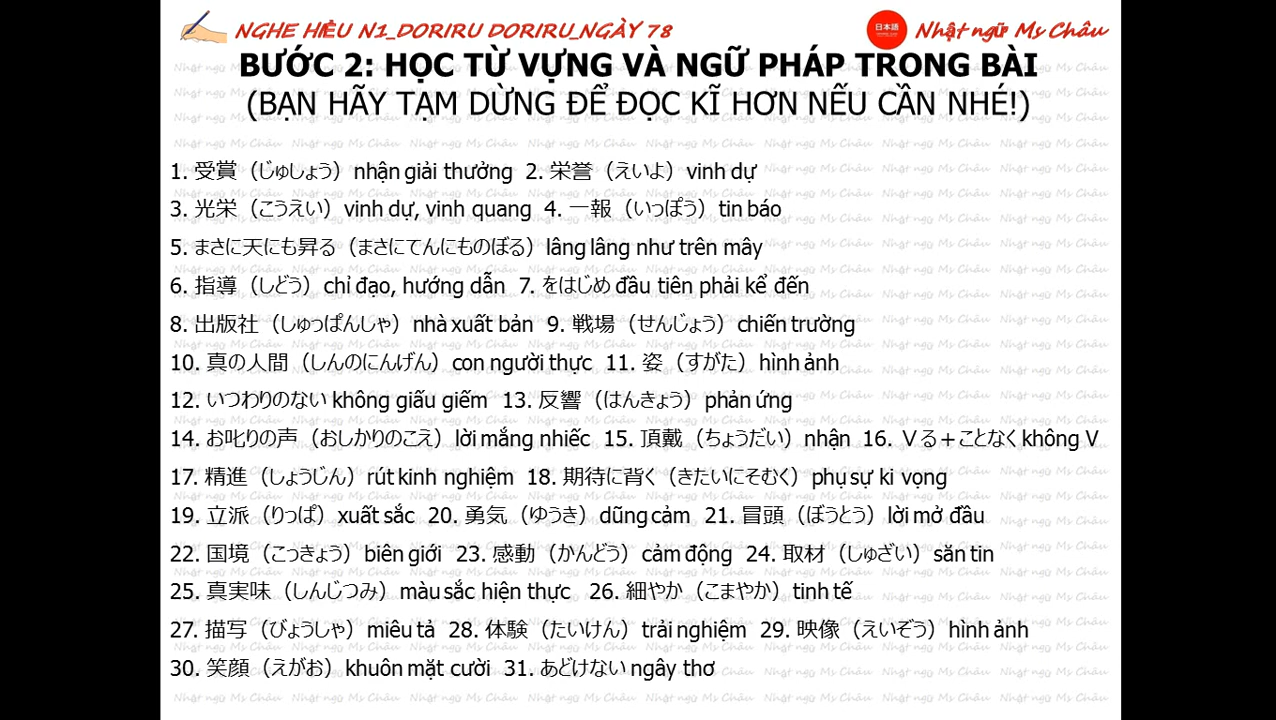 NGHE HIỂU N1_DORIRU DORIRU_NGÀY 78
日本語
Nhật ngữ Ms Châu
BƯỚC 2: HỌC TỪ VỰNG VÀ NGỮ PHÁP TRONG BÀI
(BẠN HÃY TẠM DỪNG ĐỂ ĐỌC KĨ HƠN NẾU CẦN NHÉ!)
1. 受賞（じゅしょう）nhận giải thưởng 2. 栄誉（えいよ）vinh dự
3. 光栄（こうえい）vinh dự, vinh quang 4. 一報（いっぽう）tin báo
5. まさに天にも昇る（まさにてんにものぼる）lâng lâng như trên mây
6. 指導（しどう）chỉ đạo, hướng dẫn 7. をはじめ đầu tiên phải kể đến
8. 出版社（しゅっぱんしゃ）nhà xuất bản 9. 戦場（せんじょう）chiến trường
10. 真の人間（しんのにんげん）con người thực 11. 姿（すがた）hình ảnh
12. いつわりのない không giấu giếm 13. 反響（はんきょう）phản ứng
14. お叱りの声（おしかりのこえ）lời mắng nhiếc 15. 頂戴（ちょうだい）nhận 16. Ｖる＋ことなく không V
17. 精進（しょうじん）rút kinh nghiệm 18. 期待に背く（きたいにそむく）phụ sự kì vọng
19. 立派（りっぱ）xuất sắc 20. 勇気（ゆうき）dũng cảm 21. 冒頭（ぼうとう）lời mở đầu
22. 国境（こっきょう）biên giới 23. 感動（かんどう）cảm động 24. 取材（しゅざい）săn tin
25. 真実味（しんじつみ）màu sắc hiện thực 26. 細やか（こまやか）tinh tế
27. 描写（びょうしゃ）miêu tả 28. 体験（たいけん）trải nghiệm 29. 映像（えいぞう）hình ảnh
30. 笑顔（えがお）khuôn mặt cười 31. あどけない ngây thơ